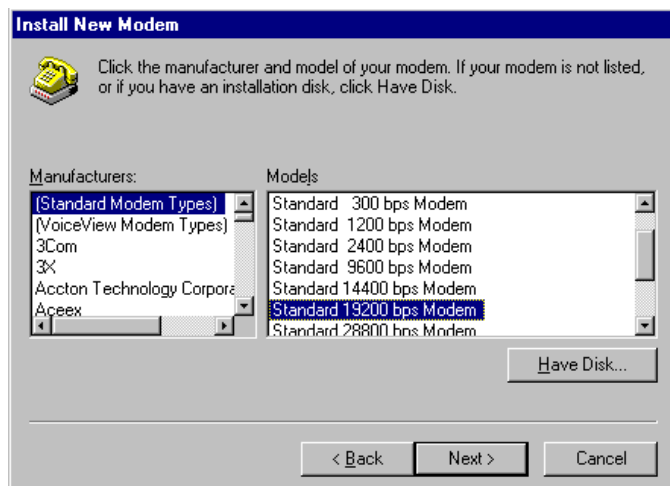 Install New Modem
Click the manufacturer and model of your modem. If your modem is not listed,
or if you have an installation disk, click Have Disk.
Manufacturers:
(Standard Modem Types)
(VoiceView Modem Types)
3Com
3X
Accton Technology Corpora
Aceex
Models
Standard 300 bps Modem
Standard 1200 bps Modem
Standard 2400 bps Modem
Standard 9600 bps Modem
Standard 14400 bps Modem
Standard 19200 bps Modem
Standard 28800 bps Modem
Have Disk...
< Back
Next >
Cancel